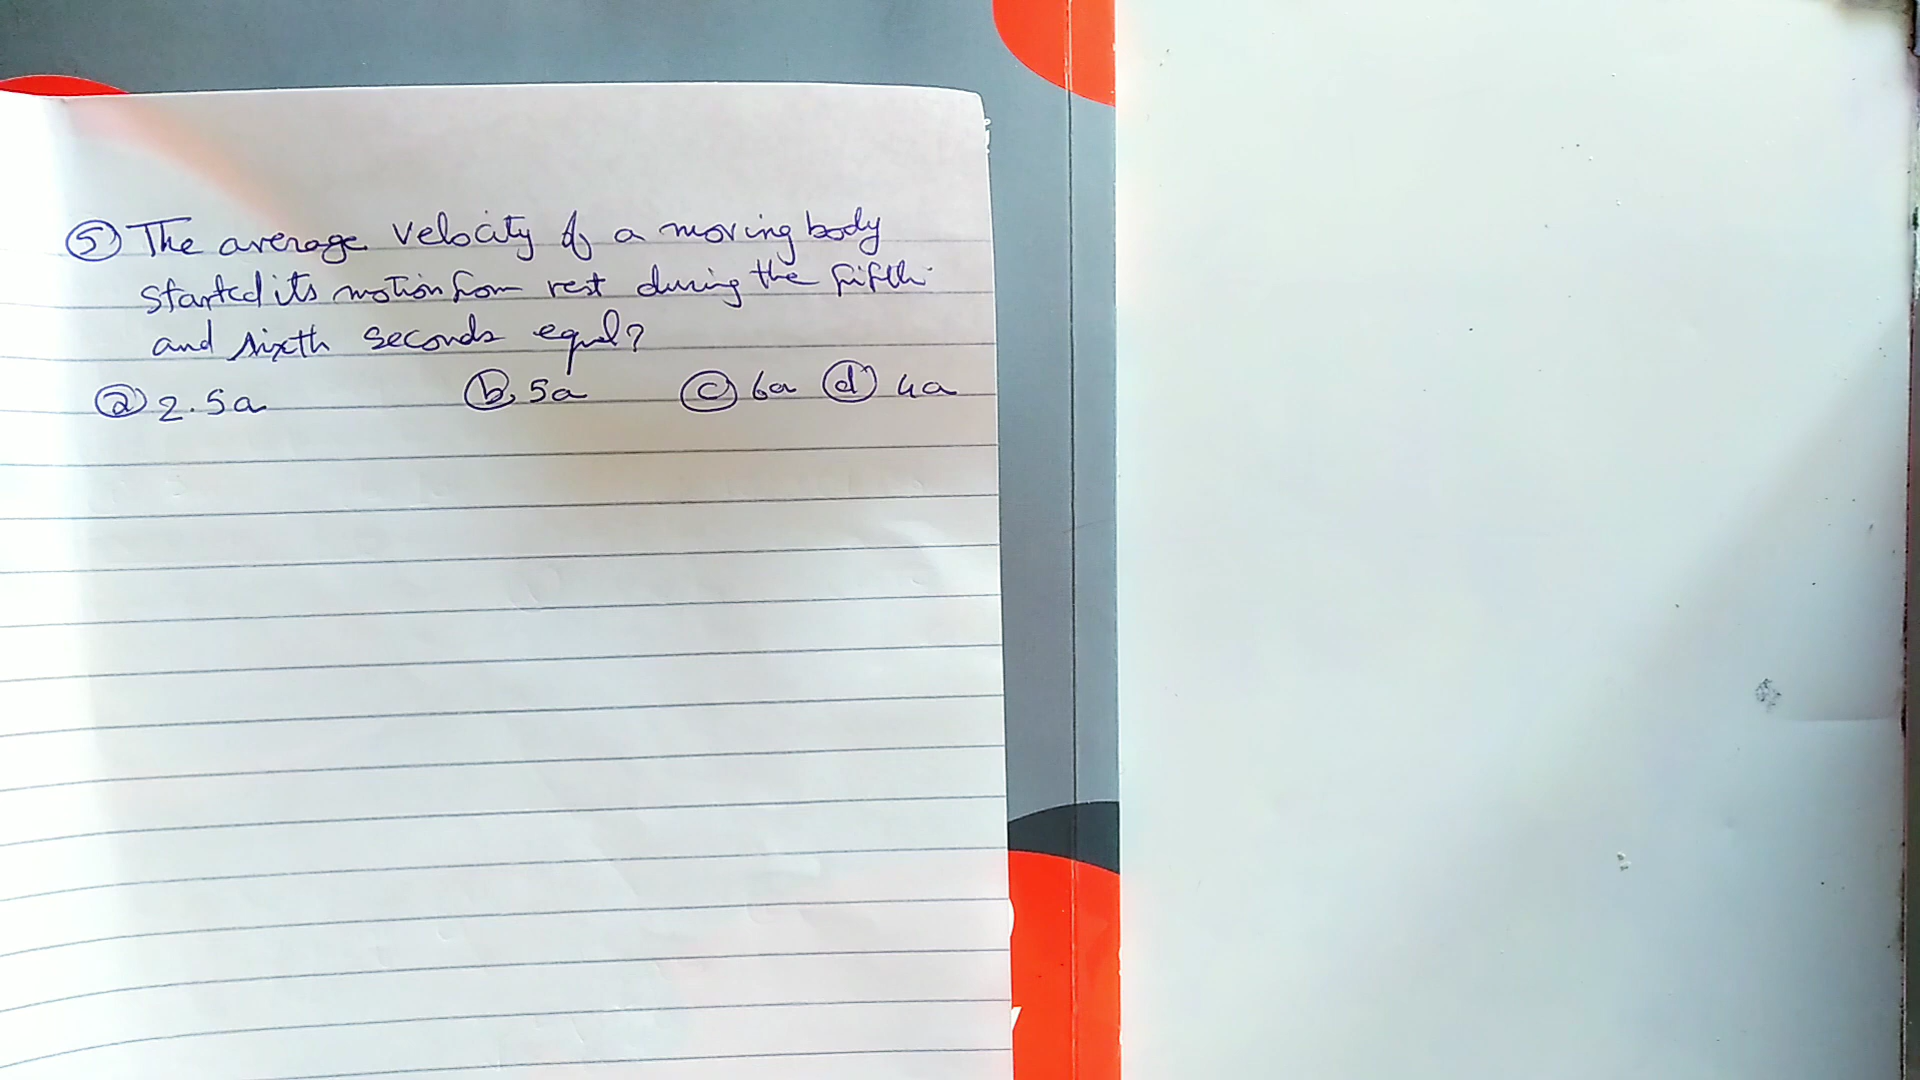 ⑤ The average velocity of a moving body
started its motion from rest during the fifth
and sixth seconds equal?
ⓐ 2.5a ⓑ 5a ⓒ 6a ⓓ 4a